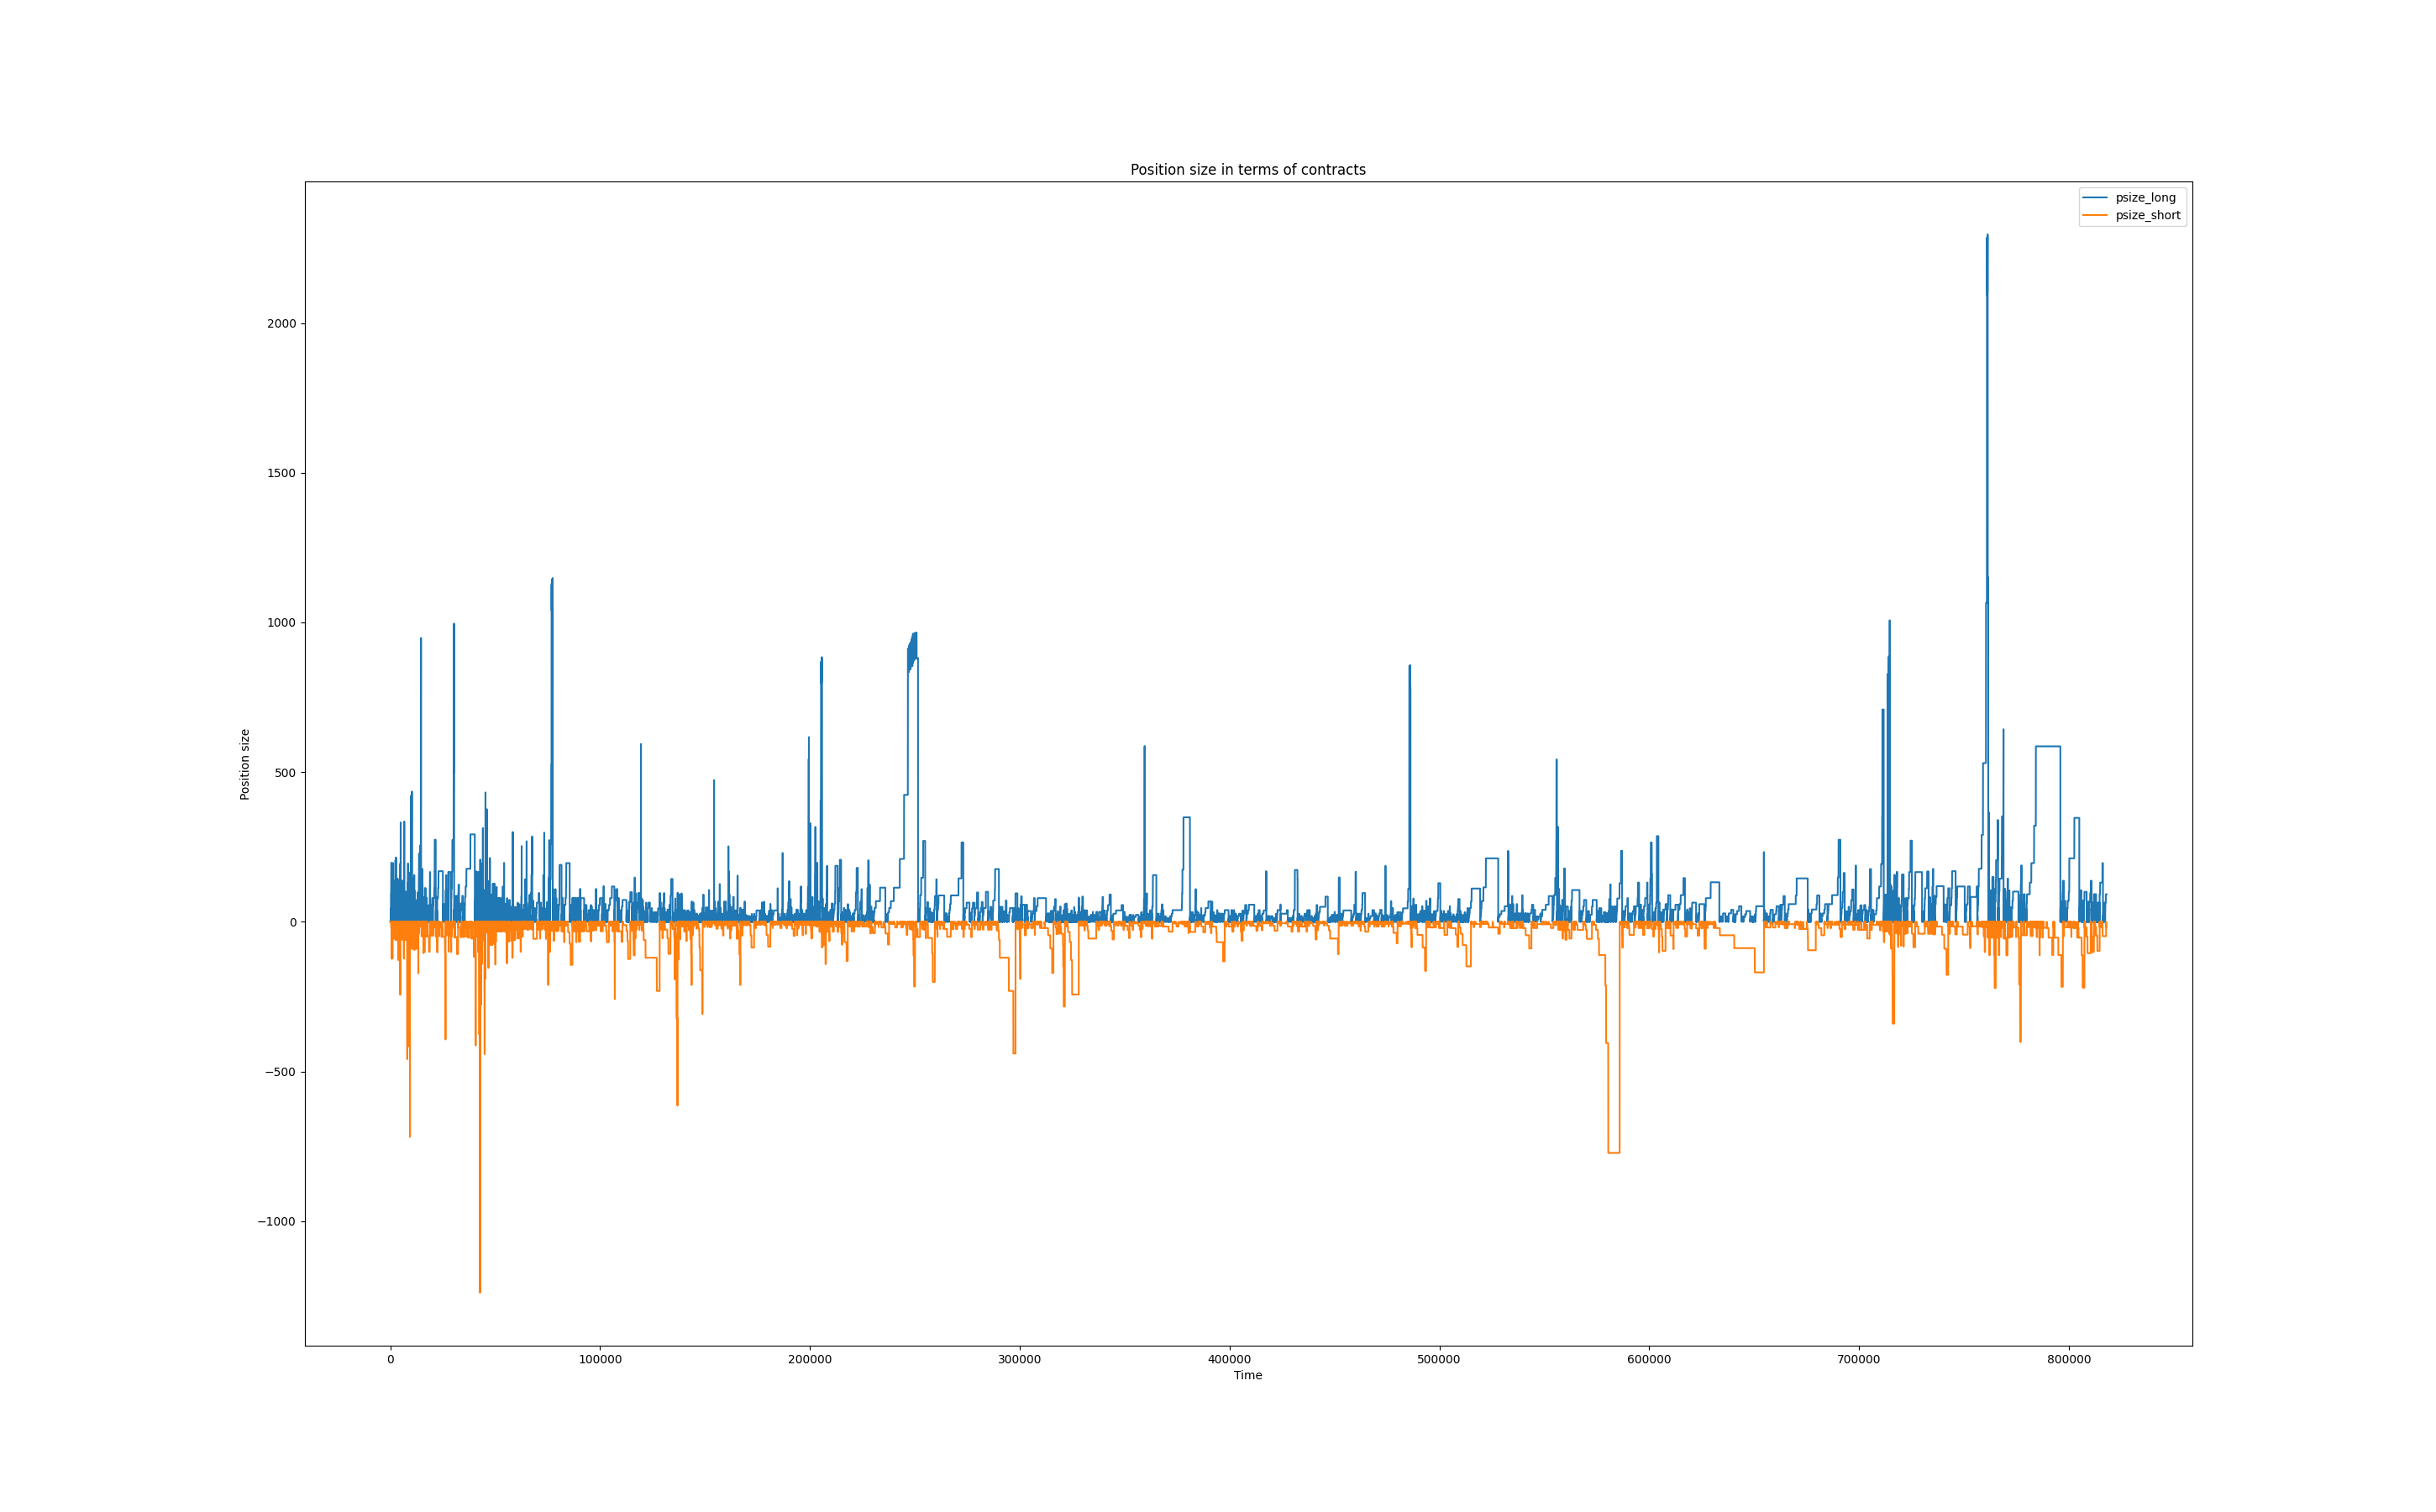 Position size in terms of contracts
psize_long
psize_short
2000
1500
1000
500
0
−500
−1000
Position size
0 100000 200000 300000 400000 500000 600000 700000 800000
Time